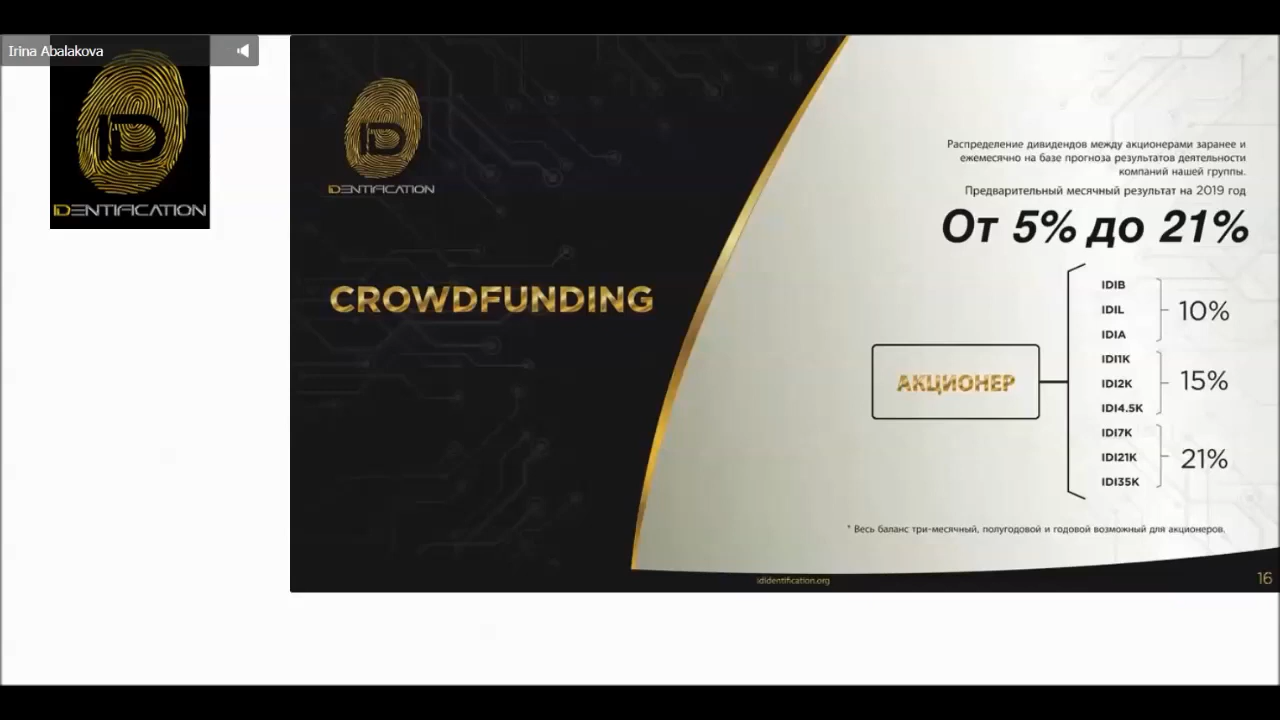 Irina Abalakova
ID
IDENTIFICATION
ID
IDENTIFICATION
CROWDFUNDING
Распределение дивидендов между акционерами заранее и
ежемесячно на базе прогноза результатов деятельности
компаний нашей группы.
Предварительный месячный результат на 2019 год
От 5% до 21%
АКЦИОНЕР
IDIB
IDIL
IDIA
10%
IDI1K
IDI2K
IDI4.5K
15%
IDI7K
IDI21K
IDI35K
21%
* Весь баланс три-месячный, полугодовой и годовой возможный для акционеров.
ididentification.org
16